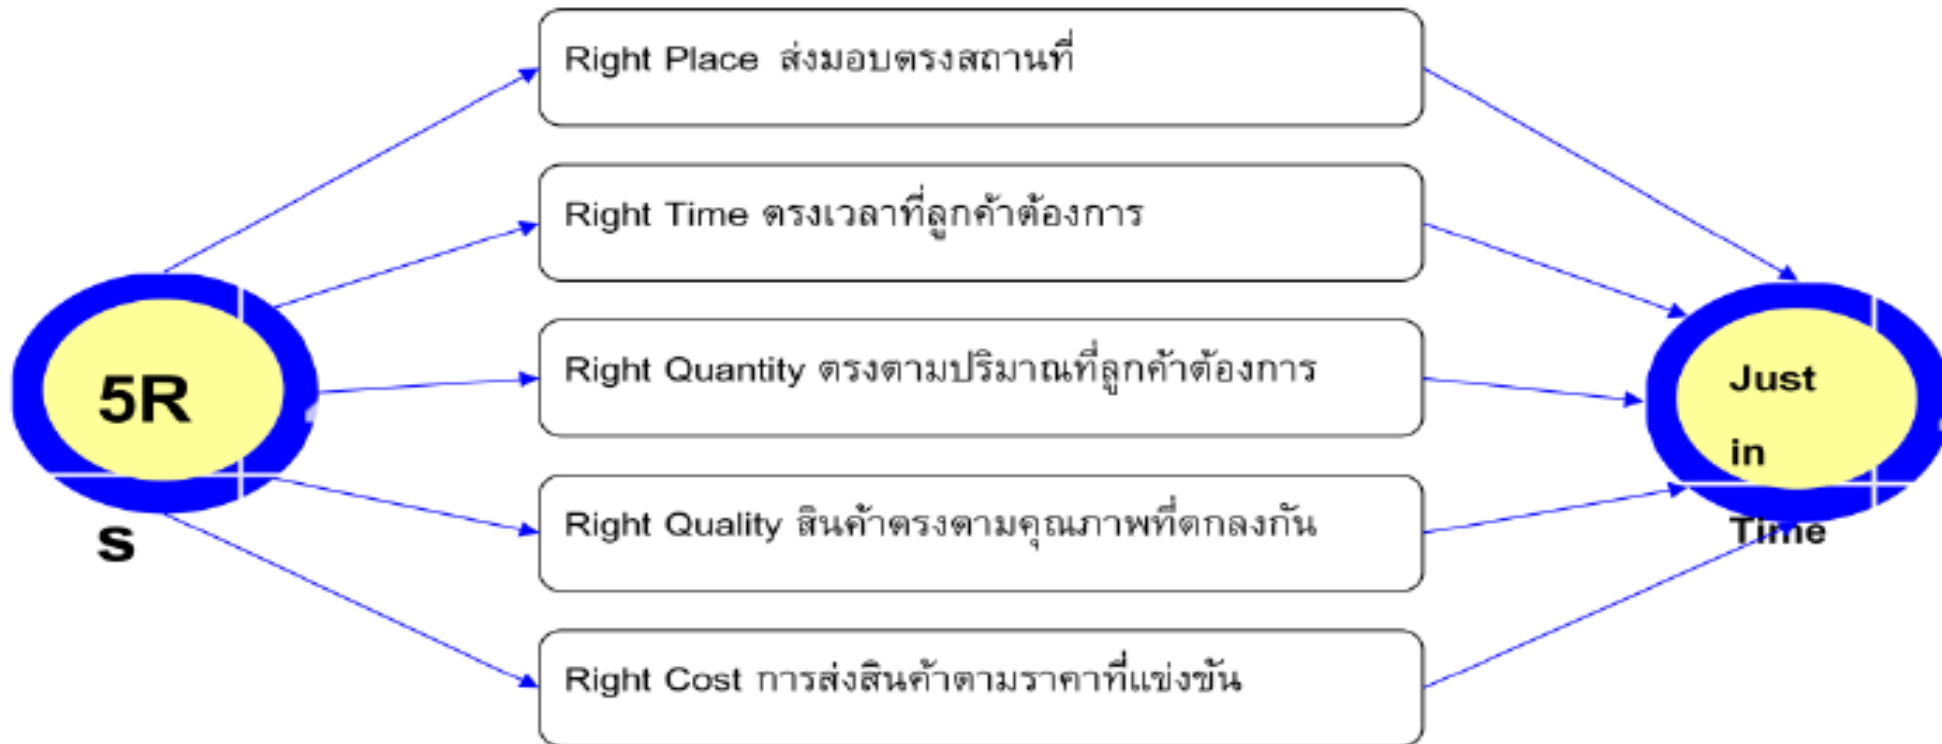 Right Place ส่งมอบตรงสถานที่
Right Time ตรงเวลาที่ลูกค้าต้องการ
Right Quantity ตรงตามปริมาณที่ลูกค้าต้องการ
Right Quality สินค้าตรงตามคุณภาพที่ตกลงกัน
Right Cost การส่งสินค้าตามราคาที่แข่งขัน
5R
s
Just
in
Time